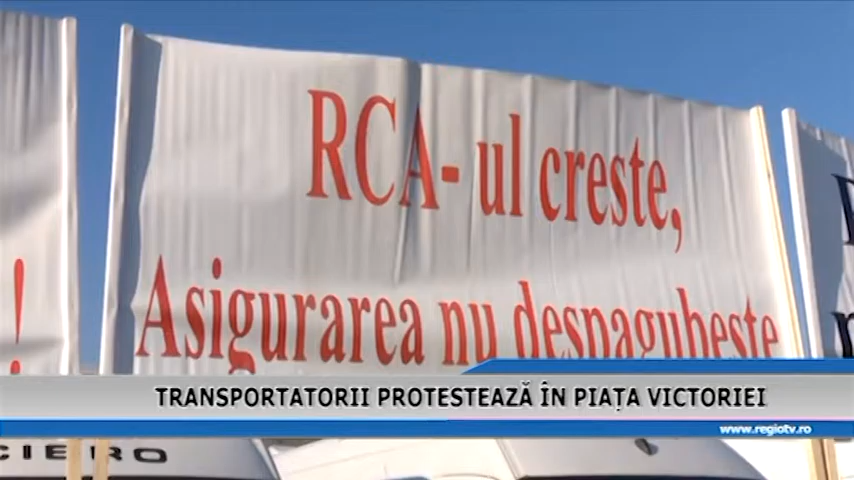 RCA-ul creste,
Asigurarea nu despagubeste
!
TRANSPORTATORII PROTESTEAZĂ ÎN PIAȚA VICTORIEI
www.regiotv.ro
CIERO